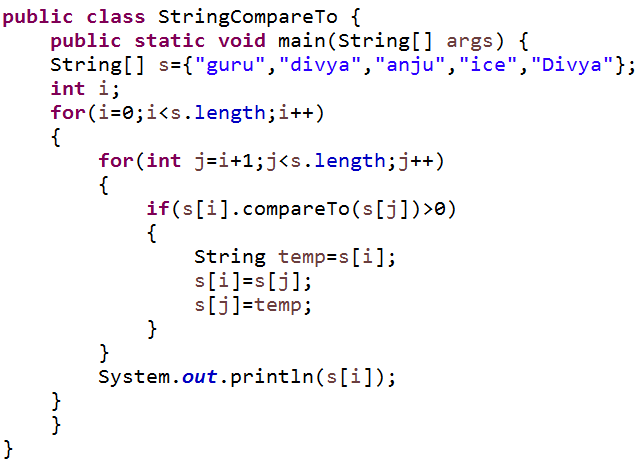 public class StringCompareTo {
    public static void main(String[] args) {
    String[] s={"guru","divya","anju","ice","Divya"};
    int i;
    for(i=0;i<s.length;i++)
    {
        for(int j=i+1;j<s.length;j++)
        {
            if(s[i].compareTo(s[j])>0)
            {
                String temp=s[i];
                s[i]=s[j];
                s[j]=temp;
            }
        }
        System.out.println(s[i]);
    }
    }
}